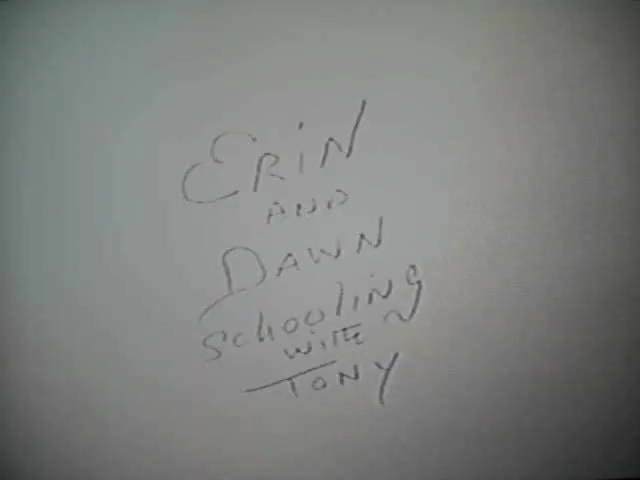 ERIN
AND
DAWN
SchooliNg
WITH
TONY